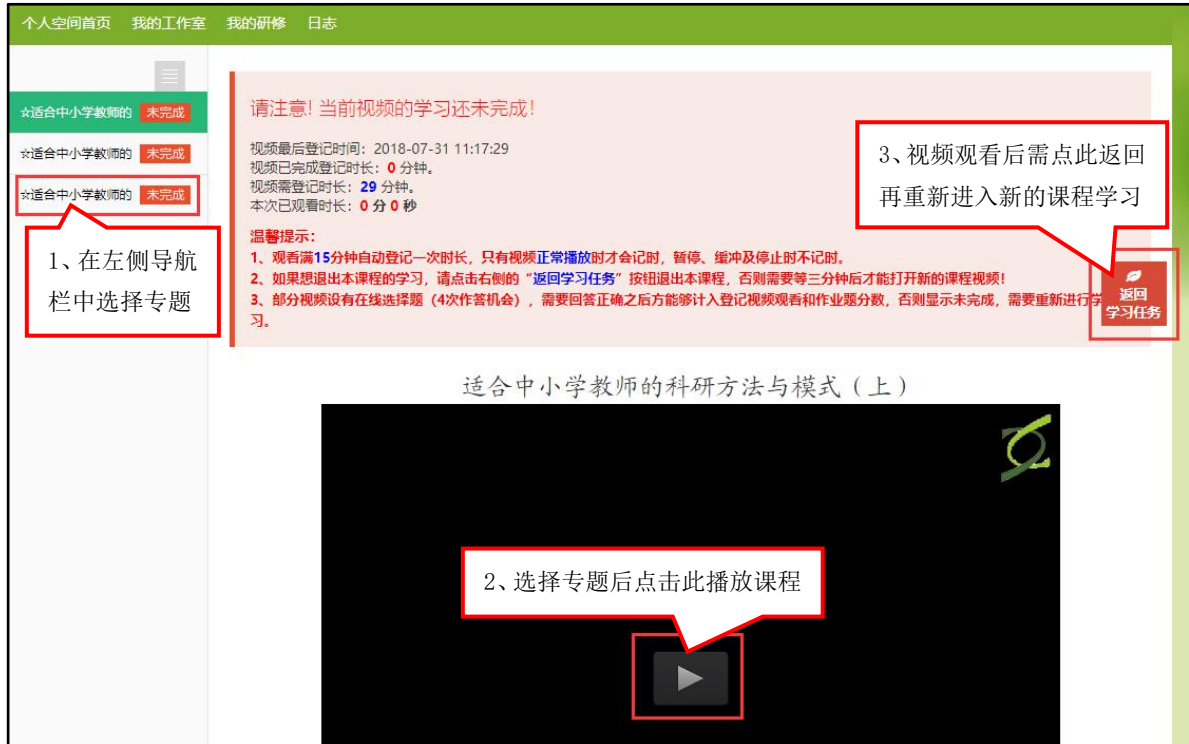 个人空间首页 我的工作室 我的研修 日志
☆适合中小学教师的 未完成
☆适合中小学教师的 未完成
☆适合中小学教师的 未完成
1、在左侧导航
栏中选择专题
请注意! 当前视频的学习还未完成!
视频最后登记时间：2018-07-31 11:17:29
视频已完成登记时长：0 分钟。
视频需登记时长：29 分钟。
本次已观看时长：0 分 0 秒
温馨提示：
1、观看满15分钟自动登记一次时长，只有视频正常播放时才会记时，暂停、缓冲及停止时不记时。
2、如果想退出本课程的学习，请点击右侧的“返回学习任务”按钮退出本课程，否则需要等三分钟后才能打开新的课程视频！
3、部分视频设有在线选择题（4次作答机会），需要回答正确之后方能够计入登记视频观看和作业题分数，否则显示未完成，需要重新进行学
习。
3、视频观看后需点此返回
再重新进入新的课程学习
返回
学习任务
适合中小学教师的科研方法与模式（上）
2、选择专题后点击此播放课程